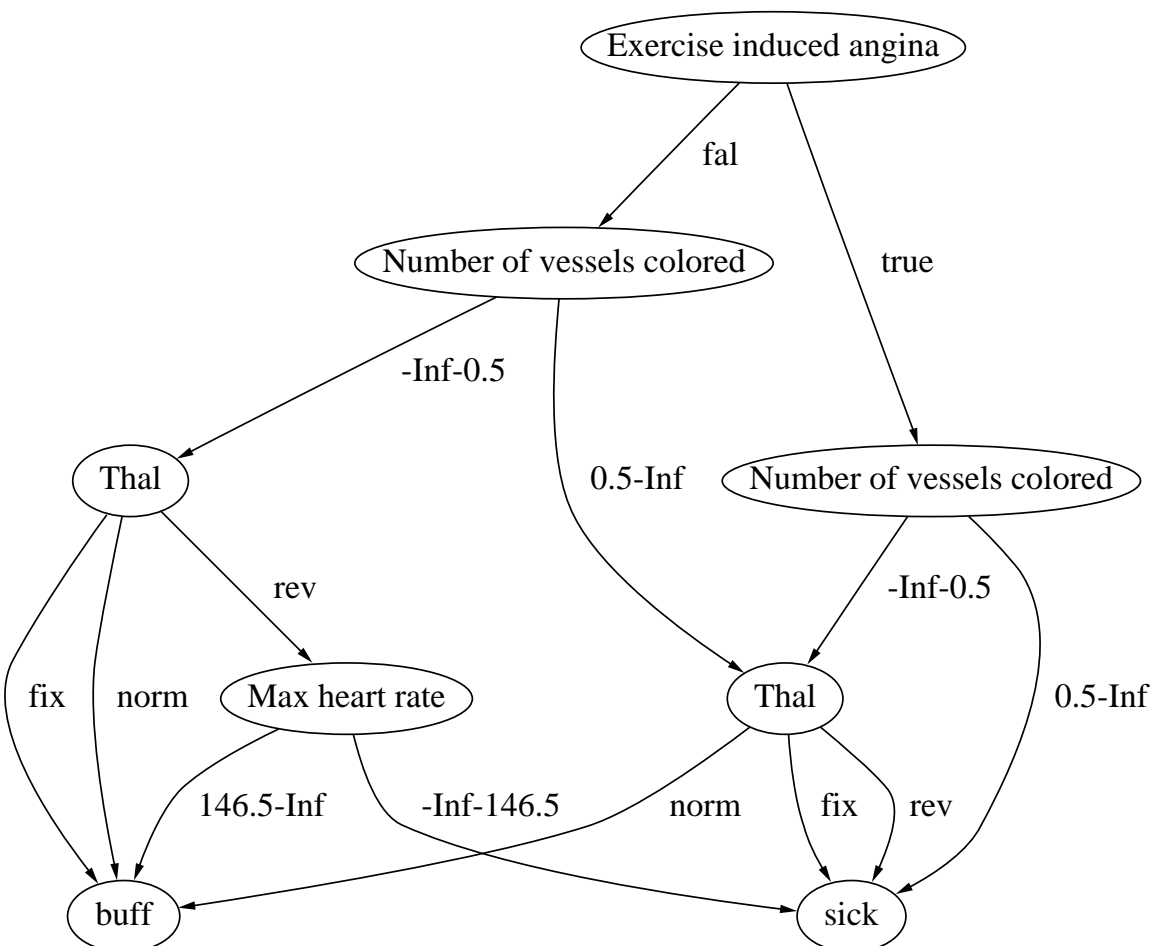 Exercise induced angina
fal
Number of vessels colored
true
-Inf-0.5
Thal
0.5-Inf
Number of vessels colored
rev
-Inf-0.5
fix
norm
Max heart rate
Thal
0.5-Inf
146.5-Inf
-Inf-146.5
norm
fix
rev
buff
sick